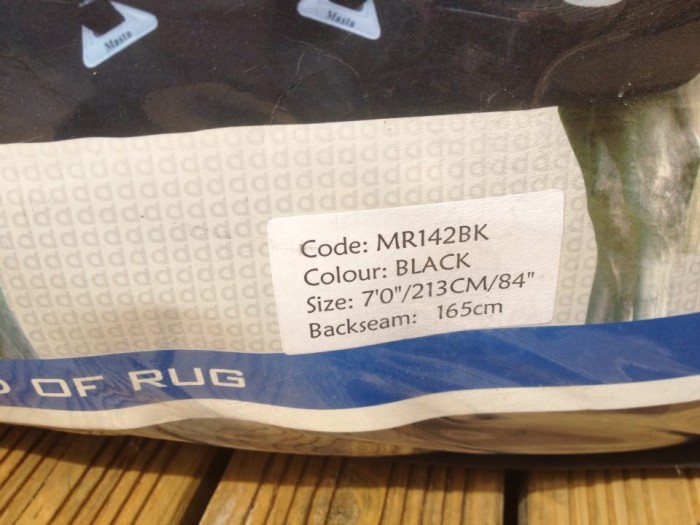 Masta
Masta
Code: MR142BK
Colour: BLACK
Size: 7'0"/213CM/84"
Backseam: 165cm
OF RUG